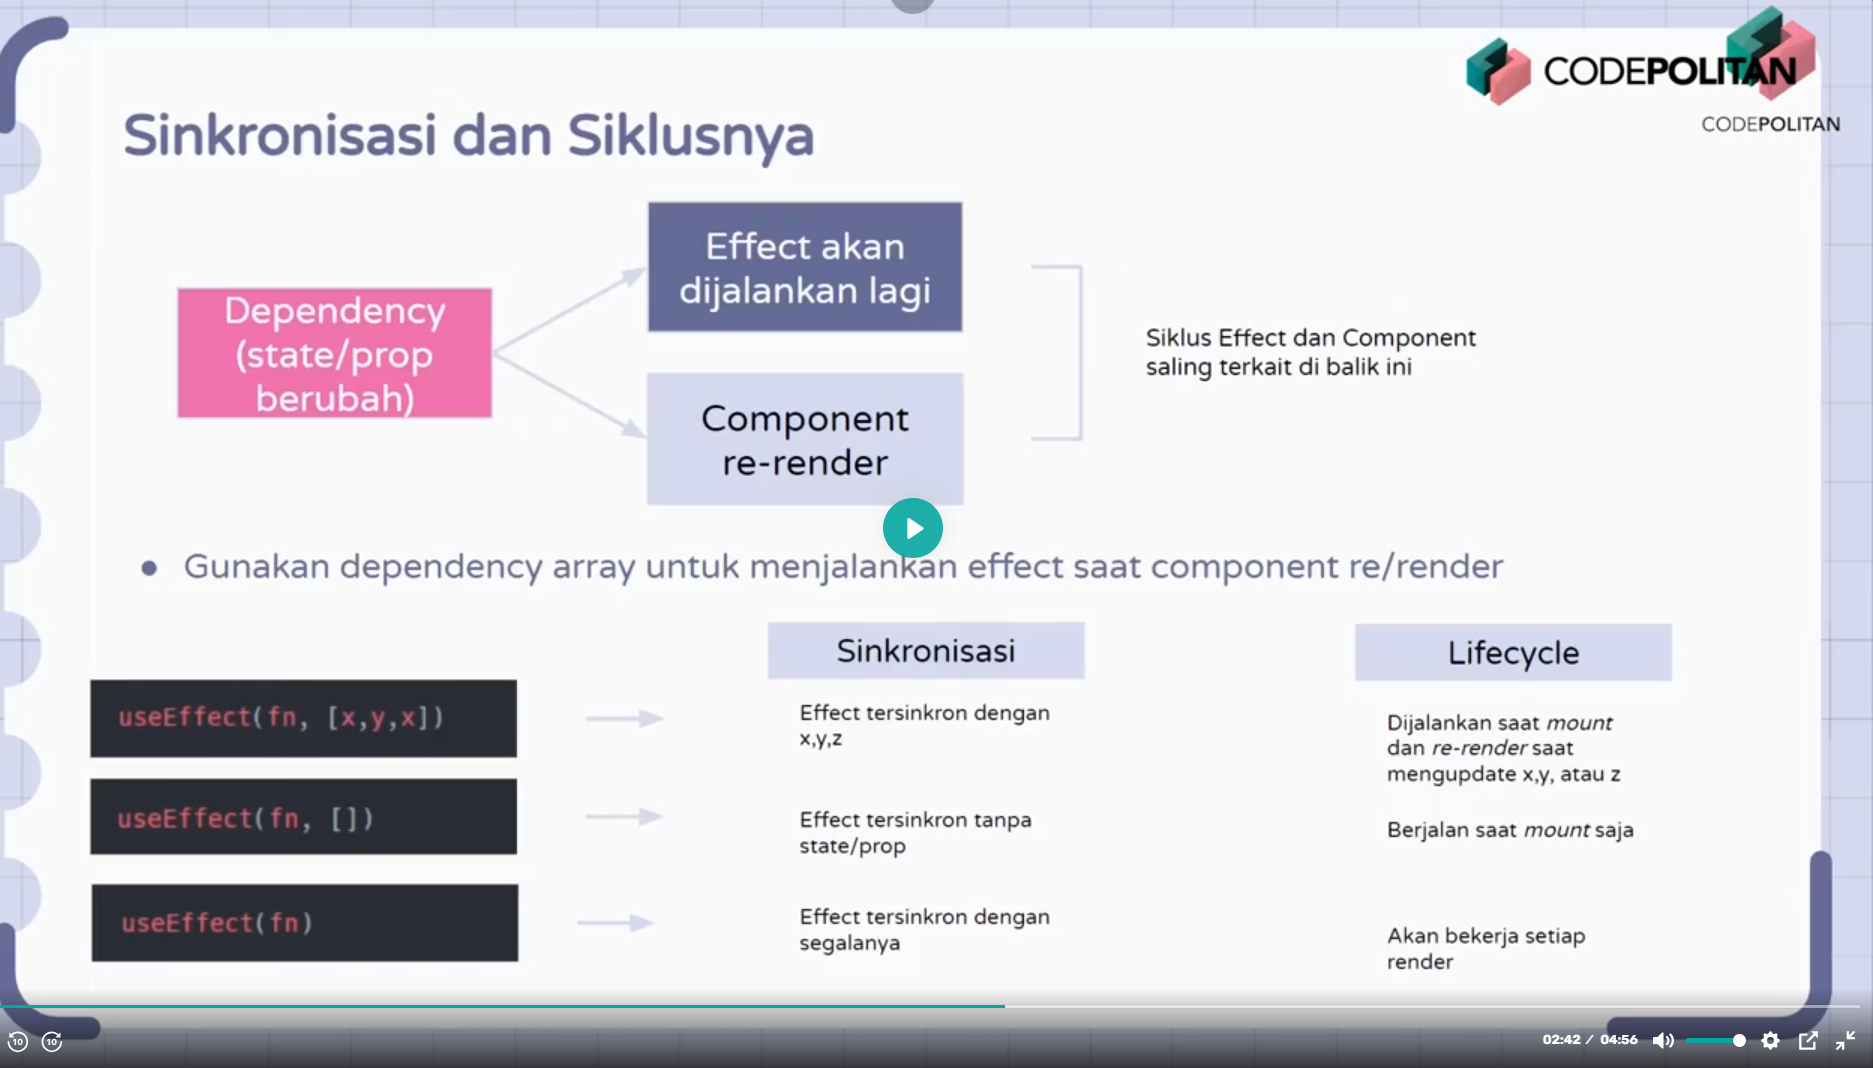 CODEPOLITAN
CODEPOLITAN
Sinkronisasi dan Siklusnya
Effect akan
dijalankan lagi
Dependency
(state/prop
berubah)
Component
re-render
Siklus Effect dan Component
saling terkait di balik ini
● Gunakan dependency array untuk menjalankan effect saat component re/render
Sinkronisasi
Lifecycle
useEffect(fn, [x,y,x])
Effect tersinkron dengan
x,y,z
Dijalankan saat mount
dan re-render saat
mengupdate x,y, atau z
useEffect(fn, [])
Effect tersinkron tanpa
state/prop
Berjalan saat mount saja
useEffect(fn)
Effect tersinkron dengan
segalanya
Akan bekerja setiap
render
10
10
02:42 / 04:56